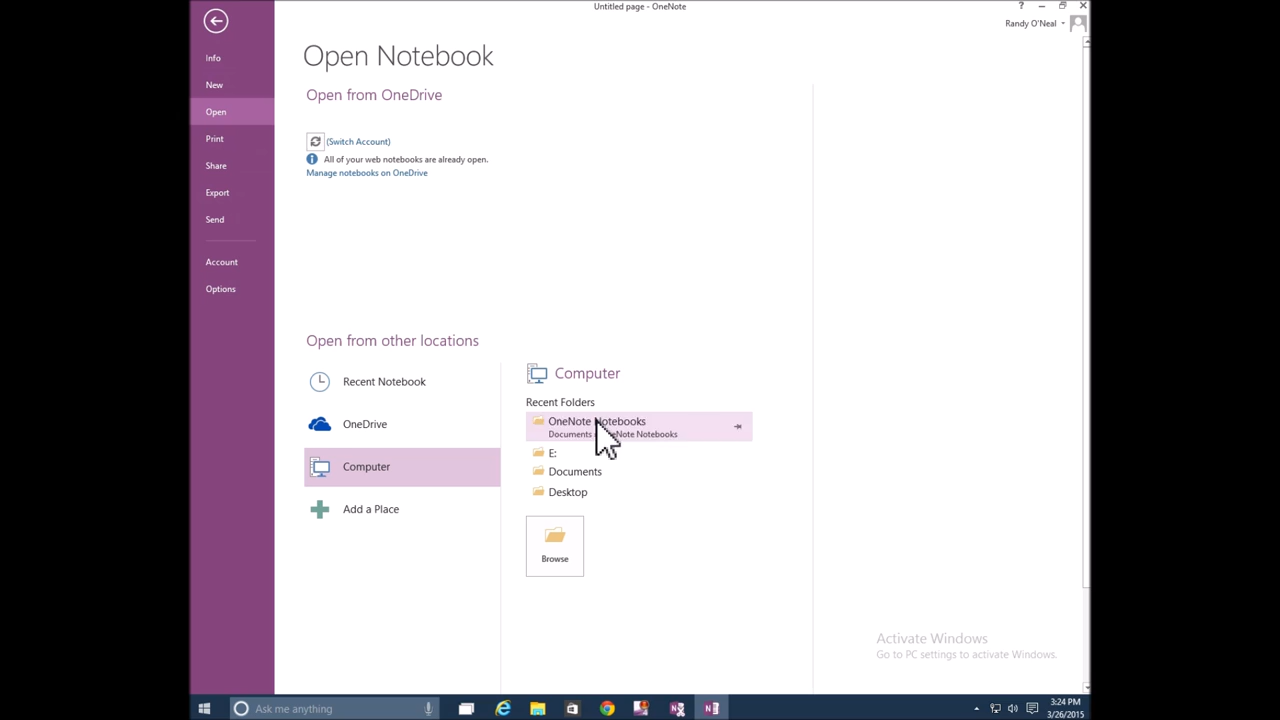 Untitled page - OneNote
?
Randy O'Neal
Info
New
Open
Print
Share
Export
Send
Account
Options
Open Notebook
Open from OneDrive
(Switch Account)
All of your web notebooks are already open.
Manage notebooks on OneDrive
Open from other locations
Recent Notebook
OneDrive
Computer
Add a Place
Computer
Recent Folders
OneNote Notebooks
Documents Notebooks
E:
Documents
Desktop
Browse
Activate Windows
Go to PC settings to activate Windows.
Ask me anything
3:24 PM
3/26/2015